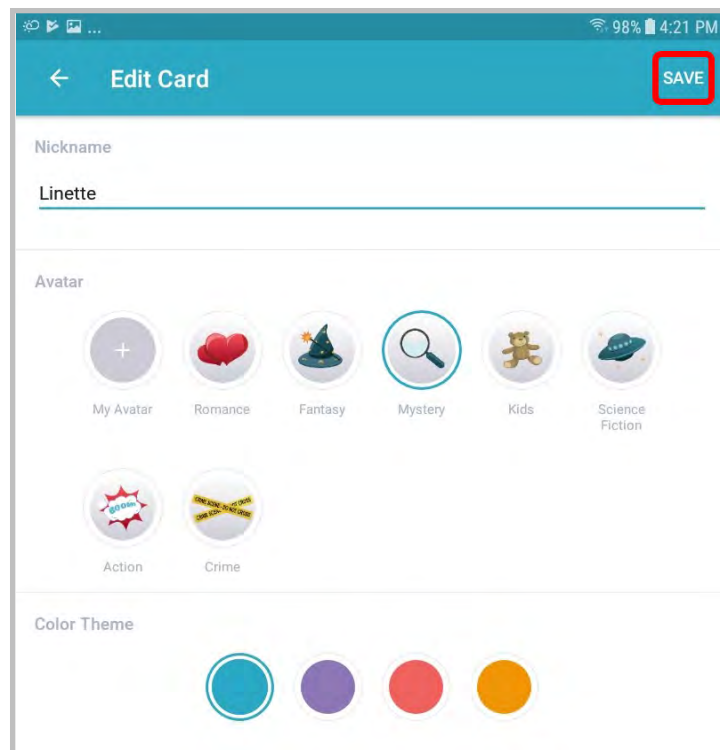 ... 98% 4:21 PM
Edit Card SAVE
Nickname
Linette
Avatar
My Avatar Romance Fantasy Mystery Kids Science Fiction
Action Crime
Color Theme